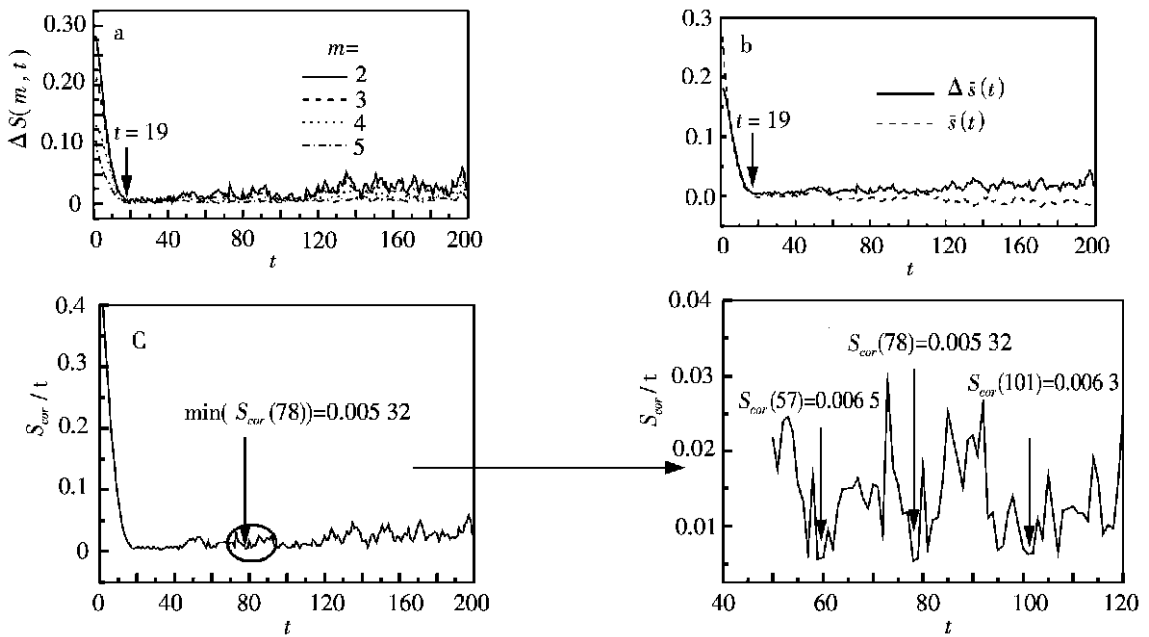 0.30
0.20
0.10
0
ΔS(m, t)
a
t = 19
m=
2
3
4
5
0 40 80 120 160 200
t
0.3
0.2
0.1
0.0
b
t = 19
Δs̄(t)
s̄(t)
0 40 80 120 160 200
t
0.4
0.3
0.2
0.1
0
S_cor/t
C
min( S_cor(78))=0.005 32
0 40 80 120 160 200
t
0.04
0.03
0.02
0.01
S_cor/t
S_cor(78)=0.005 32
S_cor(57)=0.006 5
S_cor(101)=0.006 3
40 60 80 100 120
t